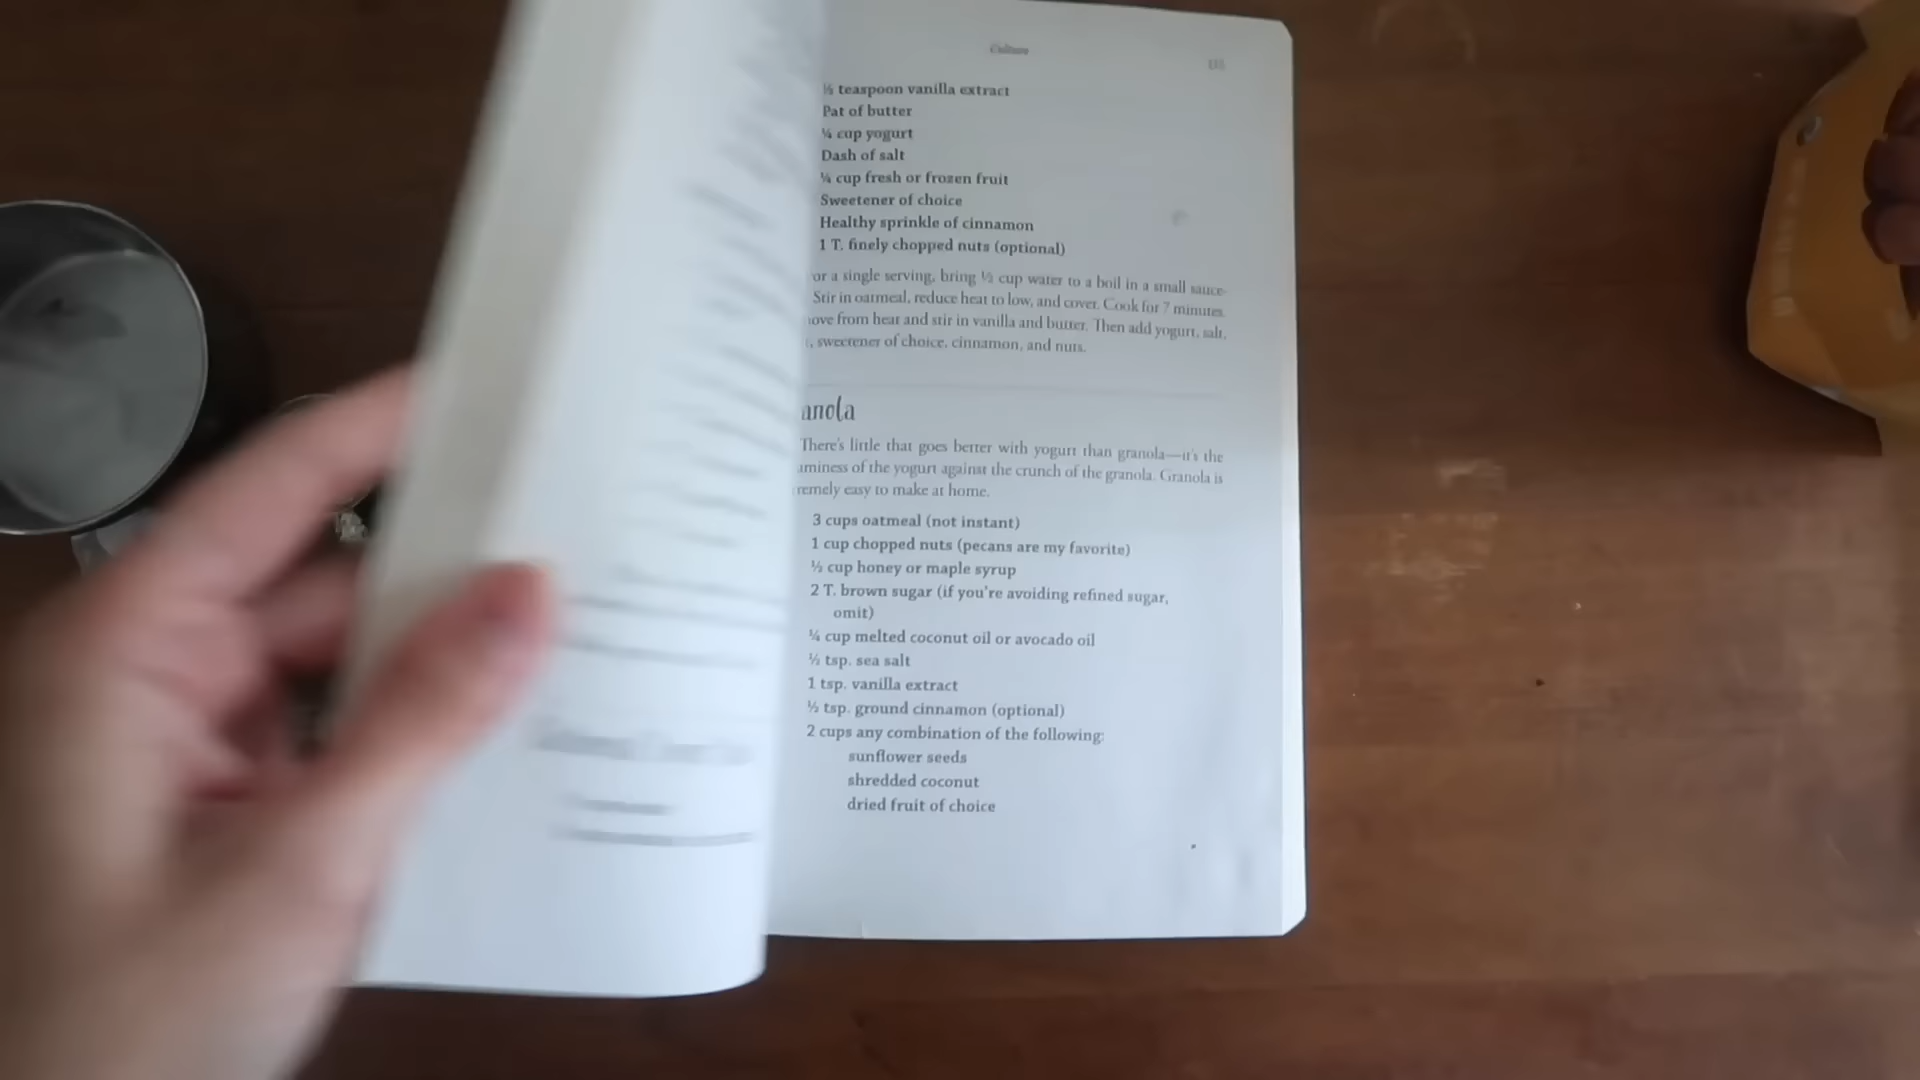 Culture
½ teaspoon vanilla extract
Pat of butter
¼ cup yogurt
Dash of salt
¼ cup fresh or frozen fruit
Sweetener of choice
Healthy sprinkle of cinnamon
1 T. finely chopped nuts (optional)
or a single serving, bring ½ cup water to a boil in a small sauce-
Stir in oatmeal, reduce heat to low, and cover. Cook for 7 minutes.
ove from heat and stir in vanilla and butter. Then add yogurt, salt,
, sweetener of choice, cinnamon, and nuts.
anola
There's little that goes better with yogurt than granola—it's the
aminess of the yogurt against the crunch of the granola. Granola is
remely easy to make at home.
3 cups oatmeal (not instant)
1 cup chopped nuts (pecans are my favorite)
½ cup honey or maple syrup
2 T. brown sugar (if you're avoiding refined sugar,
omit)
¼ cup melted coconut oil or avocado oil
½ tsp. sea salt
1 tsp. vanilla extract
½ tsp. ground cinnamon (optional)
2 cups any combination of the following:
sunflower seeds
shredded coconut
dried fruit of choice